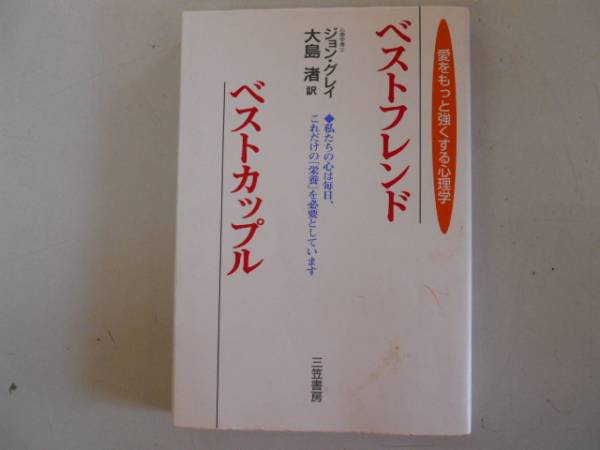 愛をもっと強くする心理学
ベストフレンド
ベストカップル
ジョン・グレイ
大島 渚 訳
◆私たちの心は毎日、
これだけの「栄養」を必要としています
三笠書房